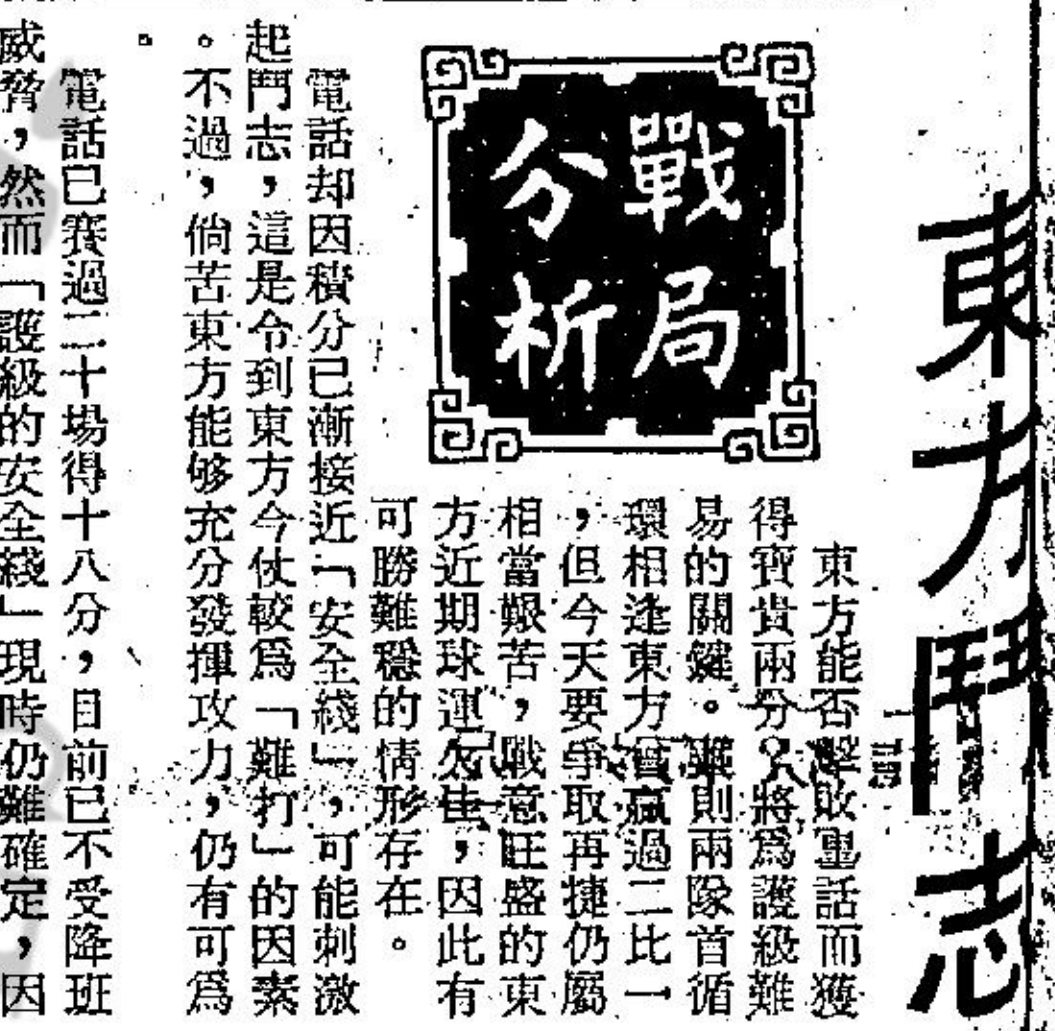 東方鬥志
戰局
分析
東方能否擊敗電話而獲
得寶貴兩分?將爲護級難
易的關鍵。雖則兩隊首循
環相逢東方曾贏過二比一
,但今天要爭取再捷仍屬
相當艱苦,戰意旺盛的東
方近期球運欠佳,因此有
可勝難穩的情形存在。
電話却因積分已漸接近「安全綫」,可能刺激
起鬥志,這是令到東方今仗較爲「難打」的因素
。不過,倘若東方能够充分發揮攻力,仍有可爲
。
電話已賽過二十場得十八分,目前已不受降班
威脅,然而「護級的安全綫」現時仍難確定,因